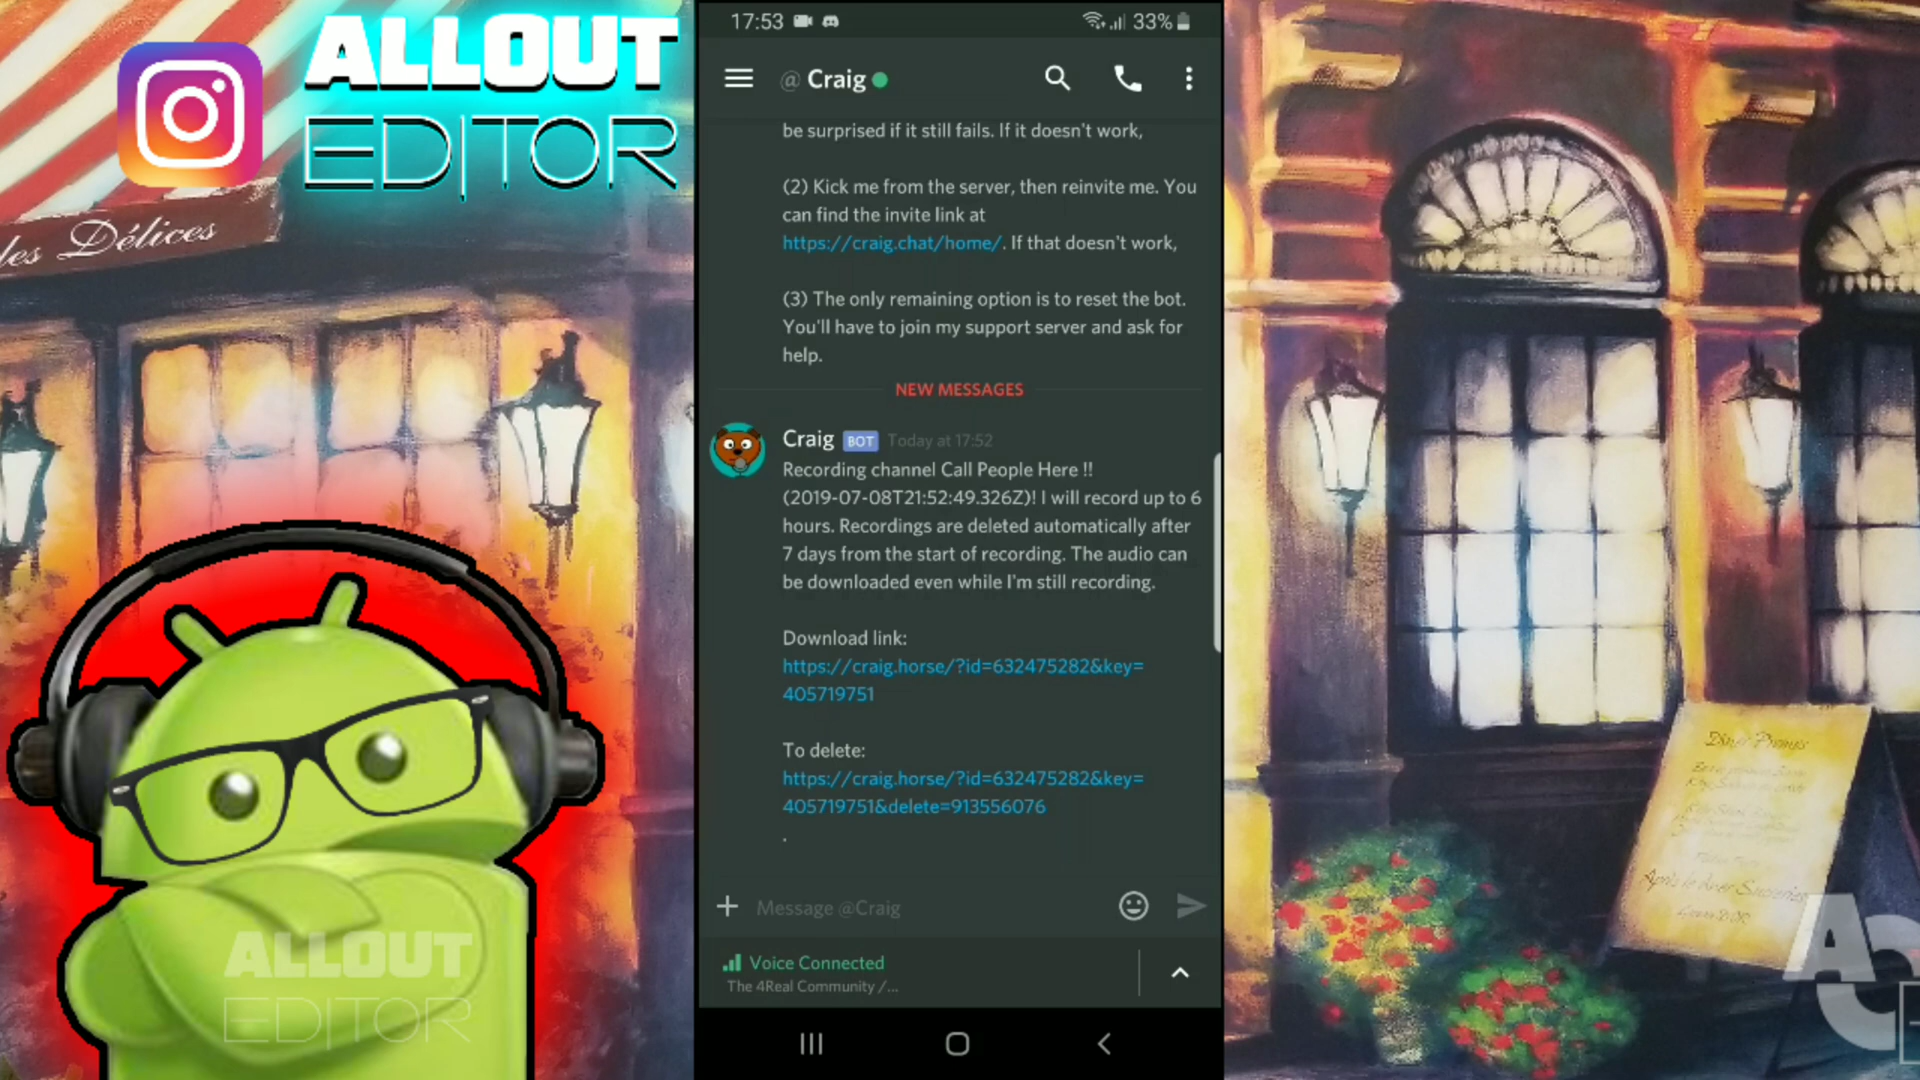 ALLOUT
EDITOR
les Délices
17:53
33%
@ Craig
be surprised if it still fails. If it doesn't work,
(2) Kick me from the server, then reinvite me. You
can find the invite link at
https://craig.chat/home/. If that doesn't work,
(3) The only remaining option is to reset the bot.
You'll have to join my support server and ask for
help.
NEW MESSAGES
Craig BOT Today at 17:52
Recording channel Call People Here !!
(2019-07-08T21:52:49.326Z)! I will record up to 6
hours. Recordings are deleted automatically after
7 days from the start of recording. The audio can
be downloaded even while I'm still recording.
Download link:
https://craig.horse/?id=632475282&key=
405719751
To delete:
https://craig.horse/?id=632475282&key=
405719751&delete=913556076
.
Message @Craig
Voice Connected
The 4Real Community /...
ALLOUT
EDITOR